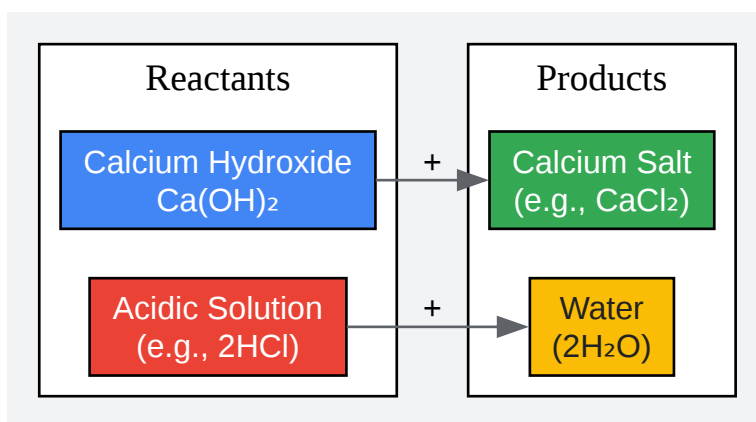 Reactants
Products
Calcium Hydroxide
Ca(OH)₂
+
Calcium Salt
(e.g., CaCl₂)
Acidic Solution
(e.g., 2HCl)
+
Water
(2H₂O)